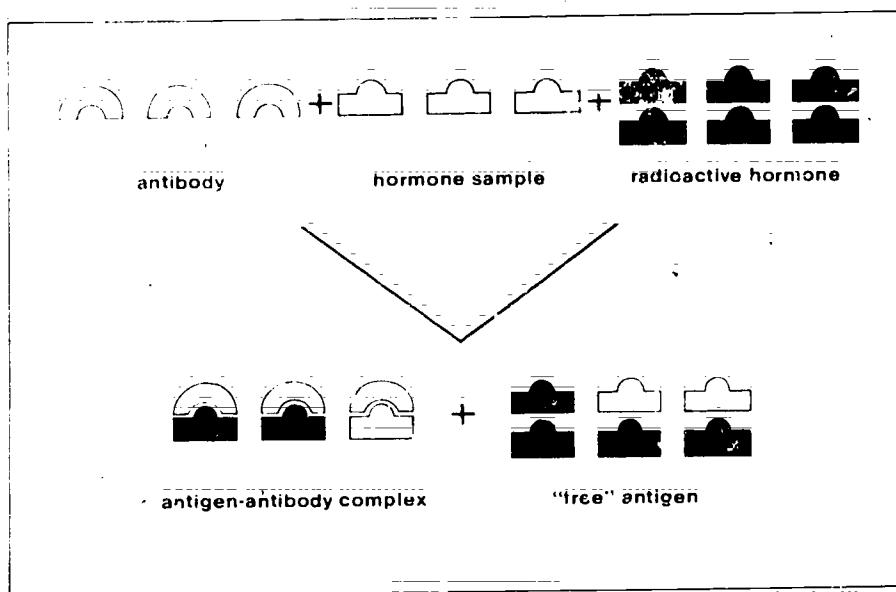 + +
antibody hormone sample radioactive hormone
+
antigen-antibody complex "free" antigen